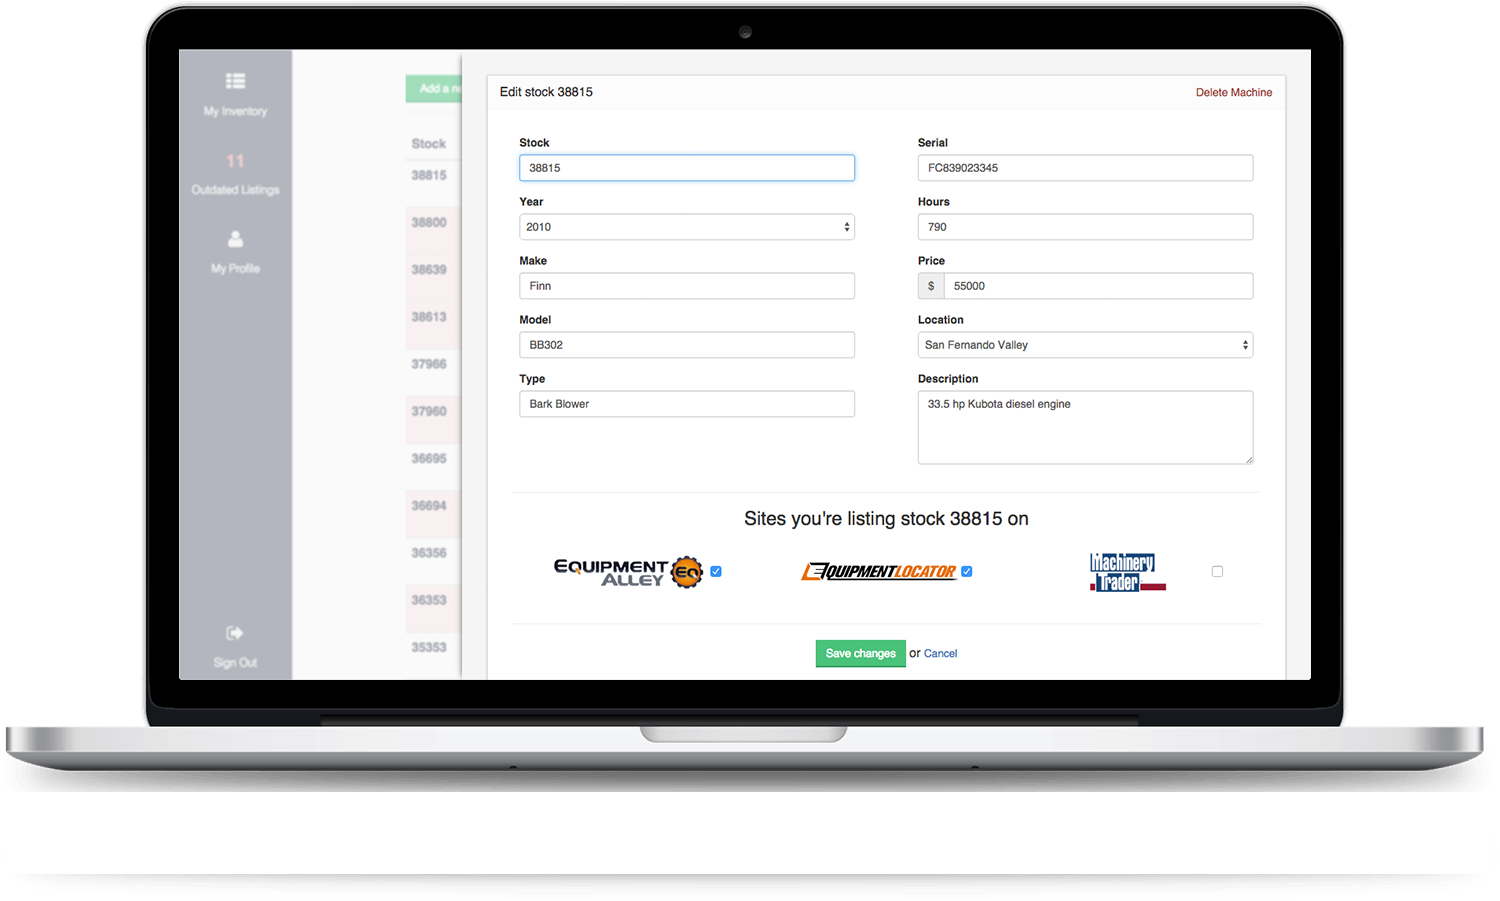 My Inventory
11
Outdated Listings
My Profile
Sign Out
Add a n
Stock
38815
38800
38639
38613
37966
37960
36695
36694
36356
36353
35353
Edit stock 38815
Delete Machine
Stock
38815
Year
2010
Make
Finn
Model
BB302
Type
Bark Blower
Serial
FC839023345
Hours
790
Price
$ 55000
Location
San Fernando Valley
Description
33.5 hp Kubota diesel engine
Sites you're listing stock 38815 on
EQUIPMENT
ALLEY EQ
EQUIPMENTLOCATOR
Machinery
Trader
Save changes or Cancel